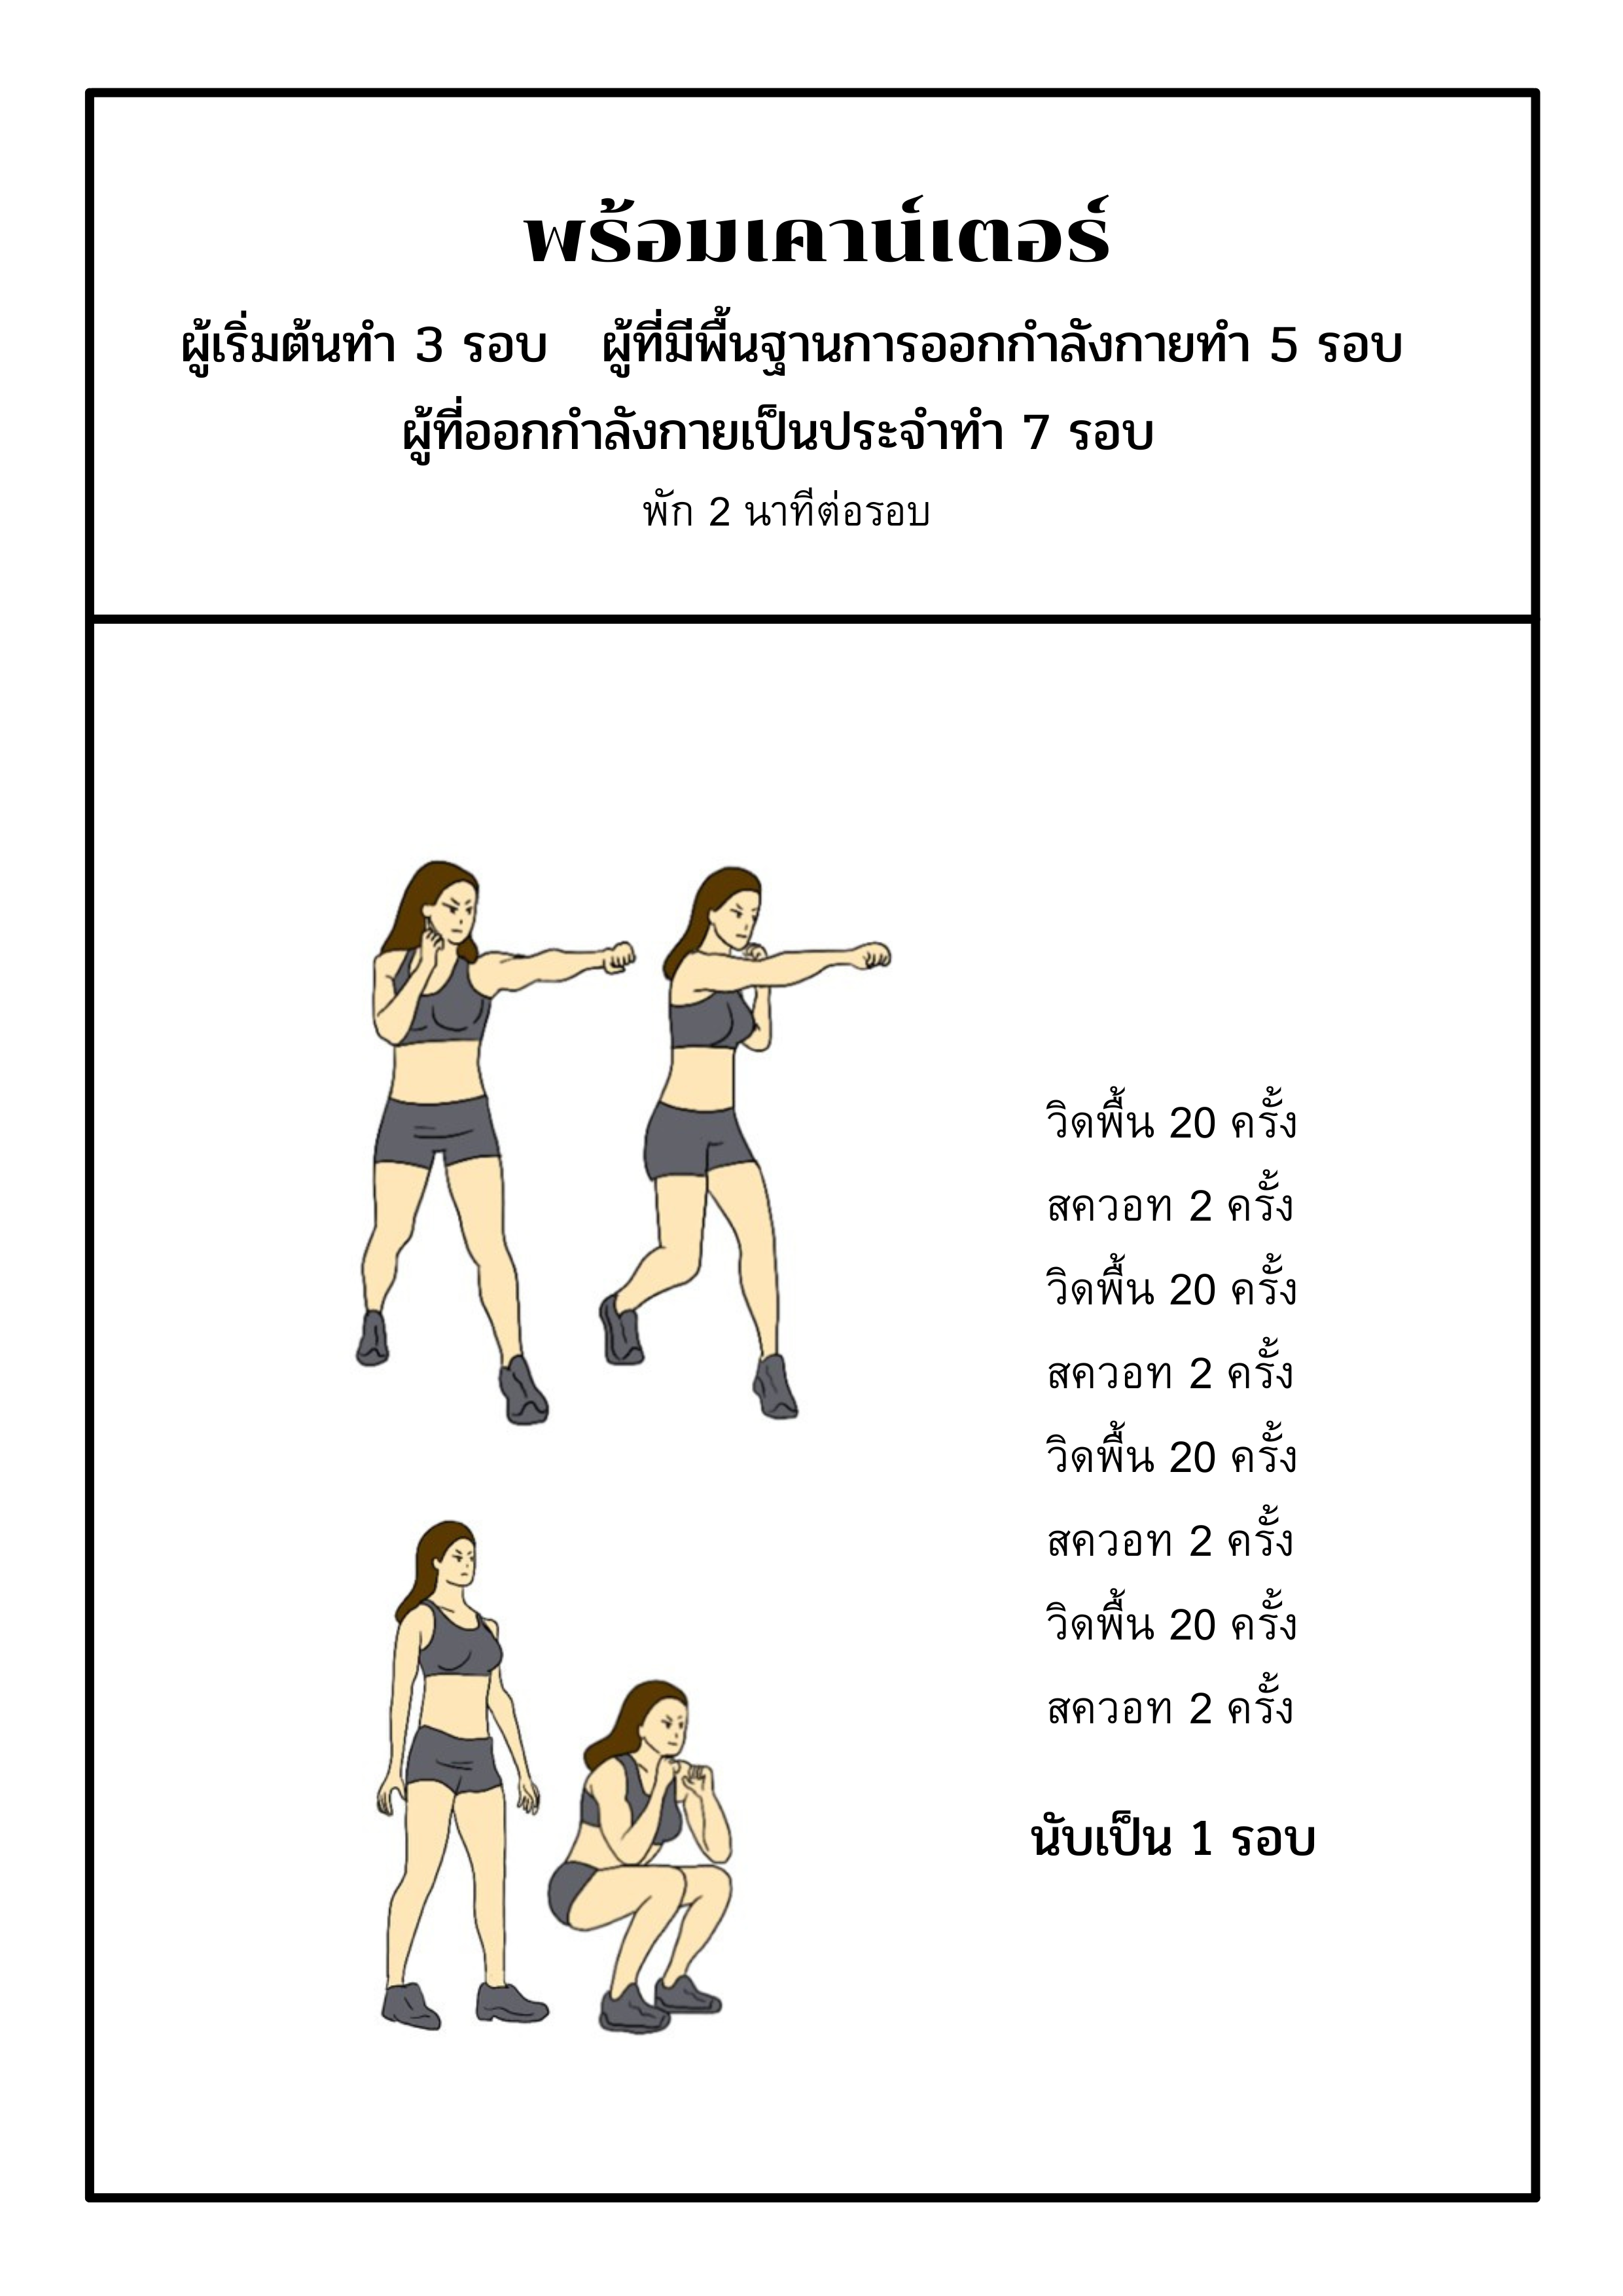 พร้อมเคาน์เตอร์
ผู้เริ่มต้นทำ 3 รอบ ผู้ที่มีพื้นฐานการออกกำลังกายทำ 5 รอบ
ผู้ที่ออกกำลังกายเป็นประจำทำ 7 รอบ
พัก 2 นาทีต่อรอบ
วิดพื้น 20 ครั้ง
สควอท 2 ครั้ง
วิดพื้น 20 ครั้ง
สควอท 2 ครั้ง
วิดพื้น 20 ครั้ง
สควอท 2 ครั้ง
วิดพื้น 20 ครั้ง
สควอท 2 ครั้ง
นับเป็น 1 รอบ